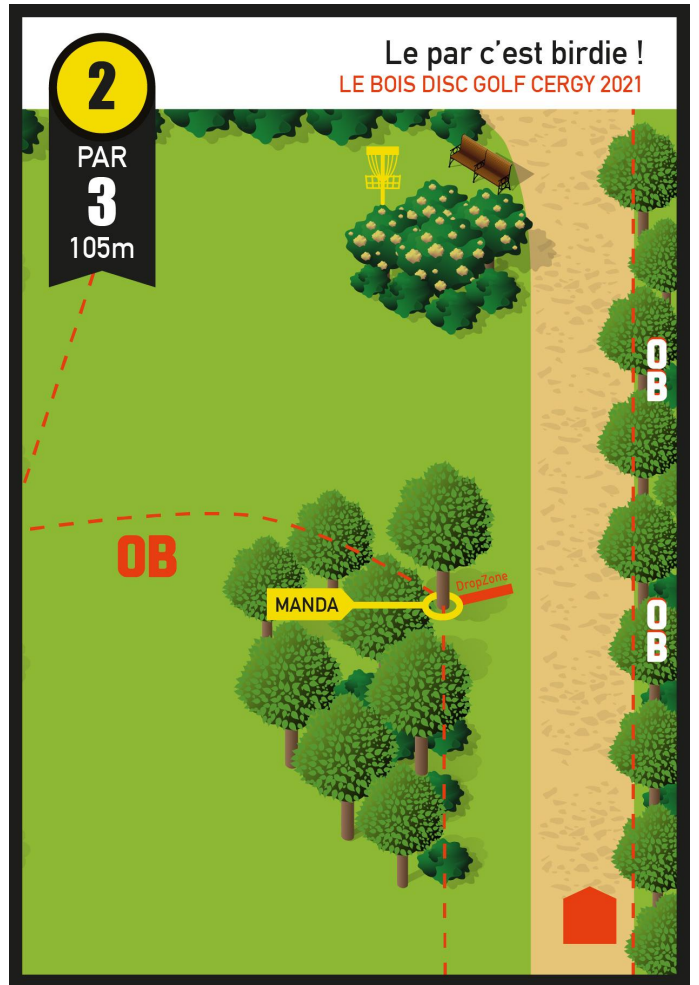 2
PAR
3
105m
Le par c'est birdie !
LE BOIS DISC GOLF CERGY 2021
OB
OB
MANDA
DropZone
OB